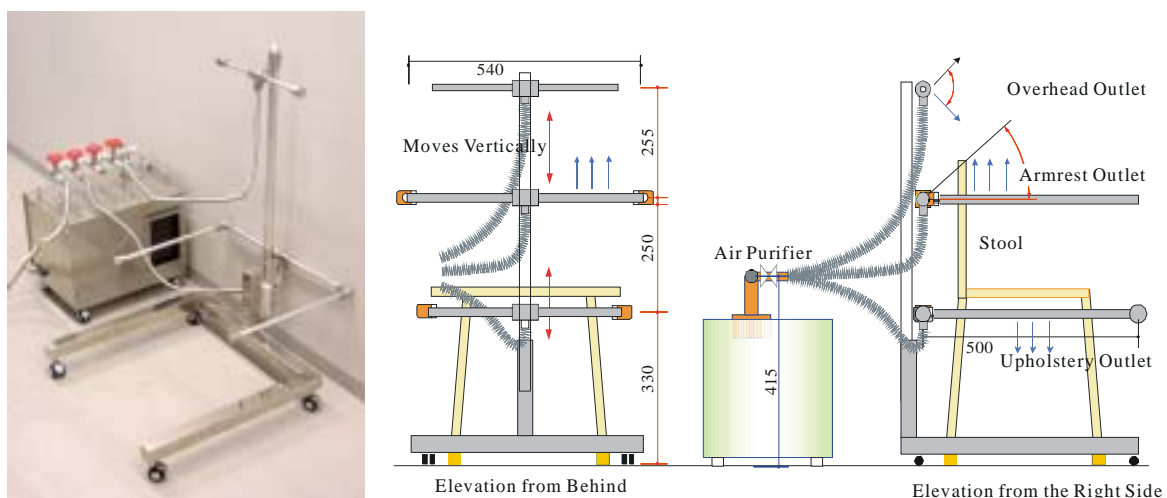 540
Overhead Outlet
255
Moves Vertically
Armrest Outlet
250
Stool
Air Purifier
500
Upholstery Outlet
330
415
Elevation from Behind
Elevation from the Right Side